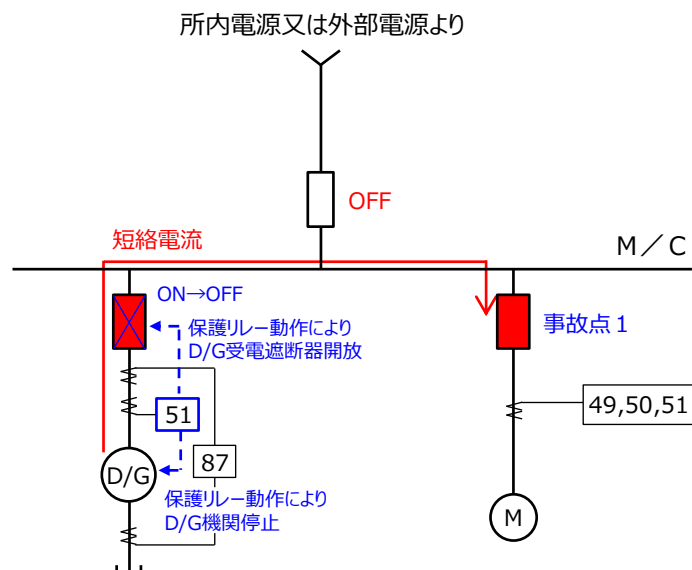 所内電源又は外部電源より
OFF
短絡電流
M／C
ON→OFF
保護リレー動作により
D/G受電遮断器開放
事故点１
51
49,50,51
87
D/G
保護リレー動作により
D/G機関停止
M